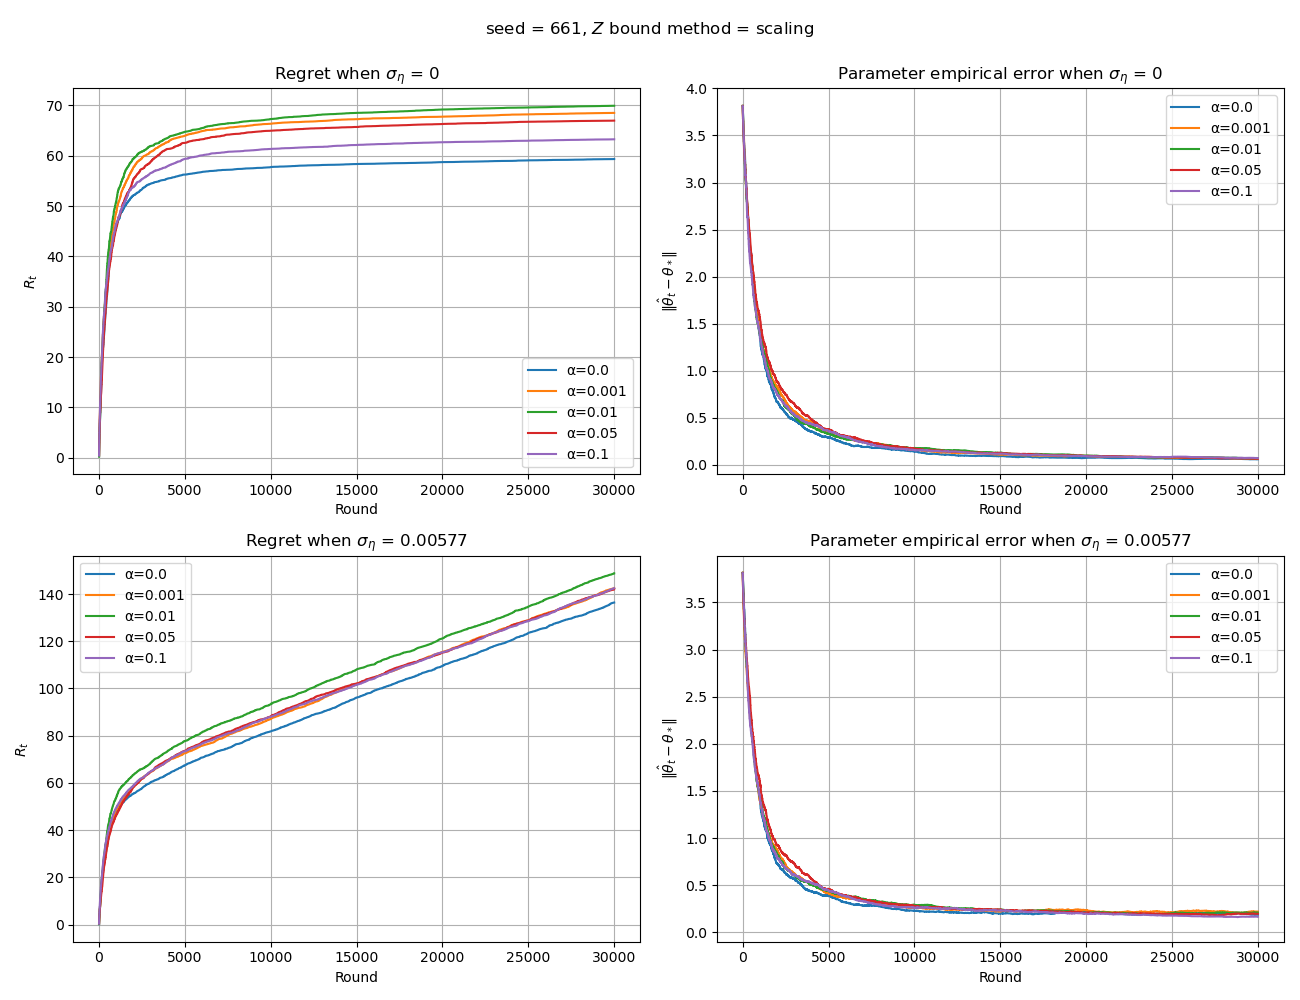 seed = 661, Z bound method = scaling
Regret when σ_η = 0
R_t
70
60
50
40
30
20
10
0
0 5000 10000 15000 20000 25000 30000
Round
α=0.0
α=0.001
α=0.01
α=0.05
α=0.1
Parameter empirical error when σ_η = 0
‖θ̂_t − θ_*‖
4.0
3.5
3.0
2.5
2.0
1.5
1.0
0.5
0.0
0 5000 10000 15000 20000 25000 30000
Round
α=0.0
α=0.001
α=0.01
α=0.05
α=0.1
Regret when σ_η = 0.00577
R_t
140
120
100
80
60
40
20
0
0 5000 10000 15000 20000 25000 30000
Round
α=0.0
α=0.001
α=0.01
α=0.05
α=0.1
Parameter empirical error when σ_η = 0.00577
‖θ̂_t − θ_*‖
3.5
3.0
2.5
2.0
1.5
1.0
0.5
0.0
0 5000 10000 15000 20000 25000 30000
Round
α=0.0
α=0.001
α=0.01
α=0.05
α=0.1